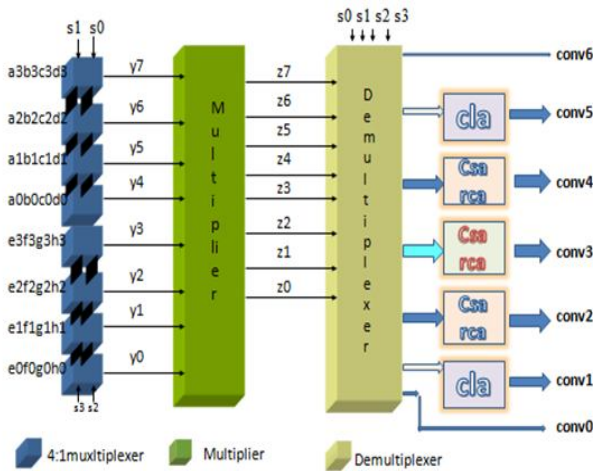 s0 s1 s2 s3
s1 s0
a3b3c3d3 y7 z7 conv6
a2b2c2d2 y6 z6 cla conv5
a1b1c1d1 y5 z5
a0b0c0d0 y4 z4 Csa rca conv4
z3
e3f3g3h3 y3 z2 Csa rca conv3
e2f2g2h2 y2 z1
e1f1g1h1 y1 z0 Csa rca conv2
e0f0g0h0 y0 cla conv1
s3 s2 conv0
Multiplier
Demultiplexer
4:1muxltiplexer Multiplier Demultiplexer